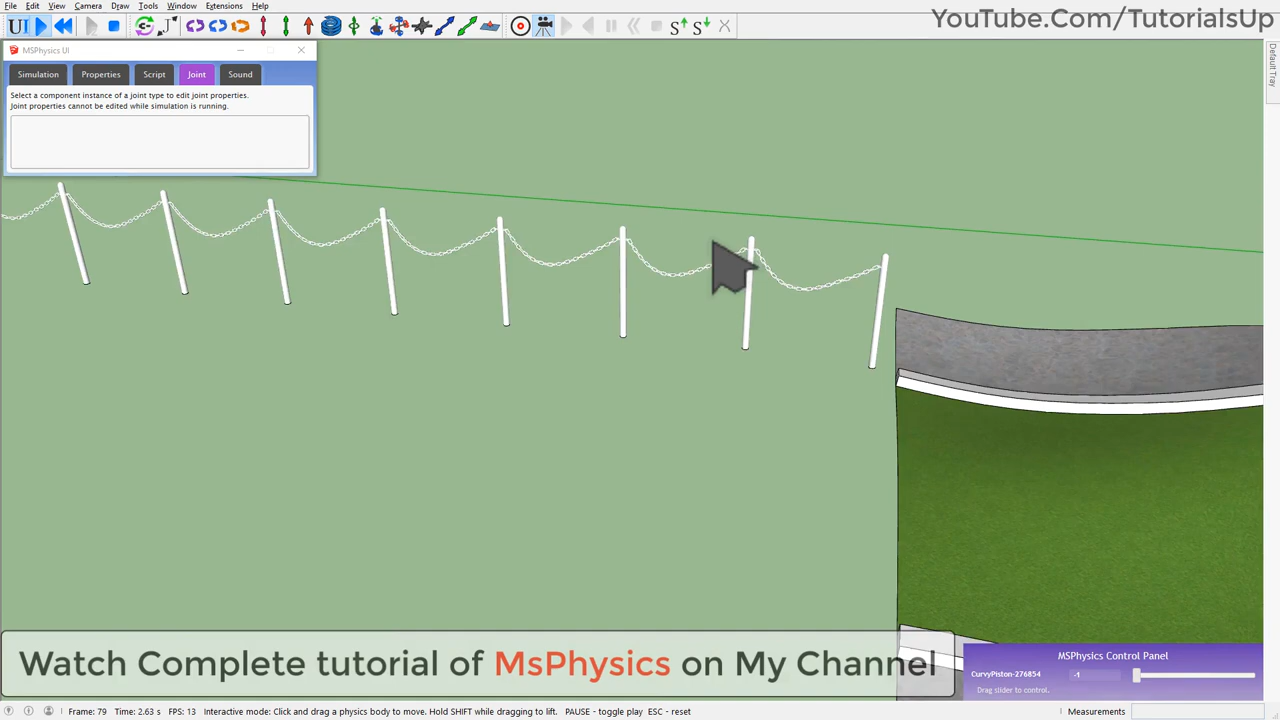 File Edit View Camera Draw Tools Window Extensions Help
YouTube.Com/TutorialsUp
UI
MSPhysics UI
Simulation Properties Script Joint Sound
Select a component instance of a joint type to edit joint properties.
Joint properties cannot be edited while simulation is running.
Default Tray
Watch Complete tutorial of MsPhysics on My Channel
MSPhysics Control Panel
CurvyPiston-276854 -1
Drag slider to control.
Frame: 79 Time: 2.63 s FPS: 13 Interactive mode: Click and drag a physics body to move. Hold SHIFT while dragging to lift. PAUSE - toggle play ESC - reset
Measurements